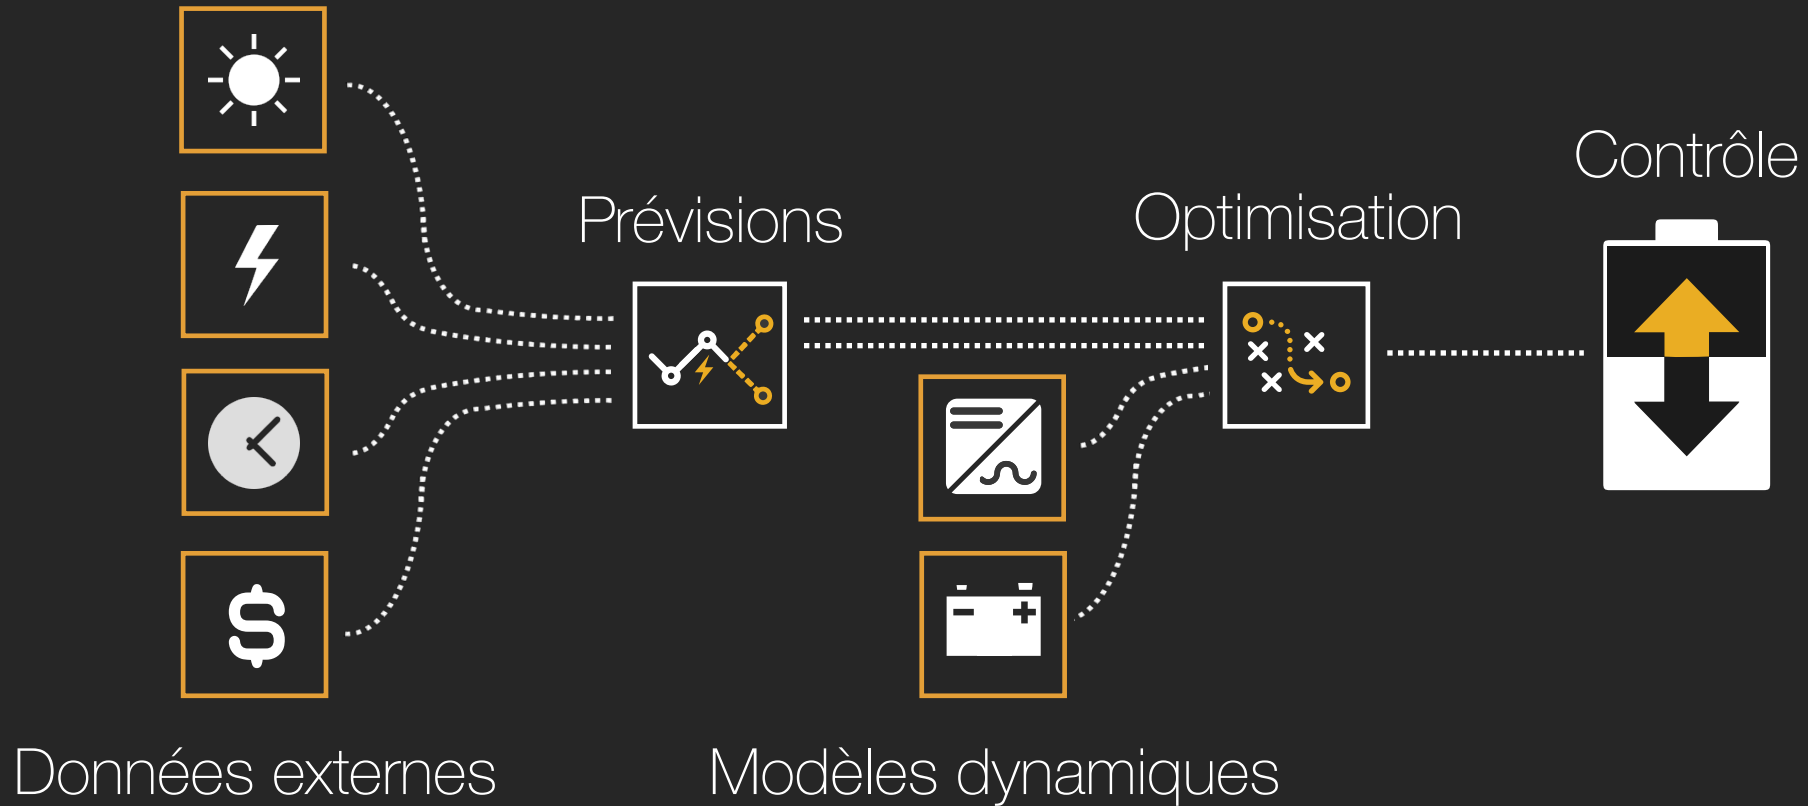 Prévisions
Optimisation
Contrôle
Données externes
Modèles dynamiques